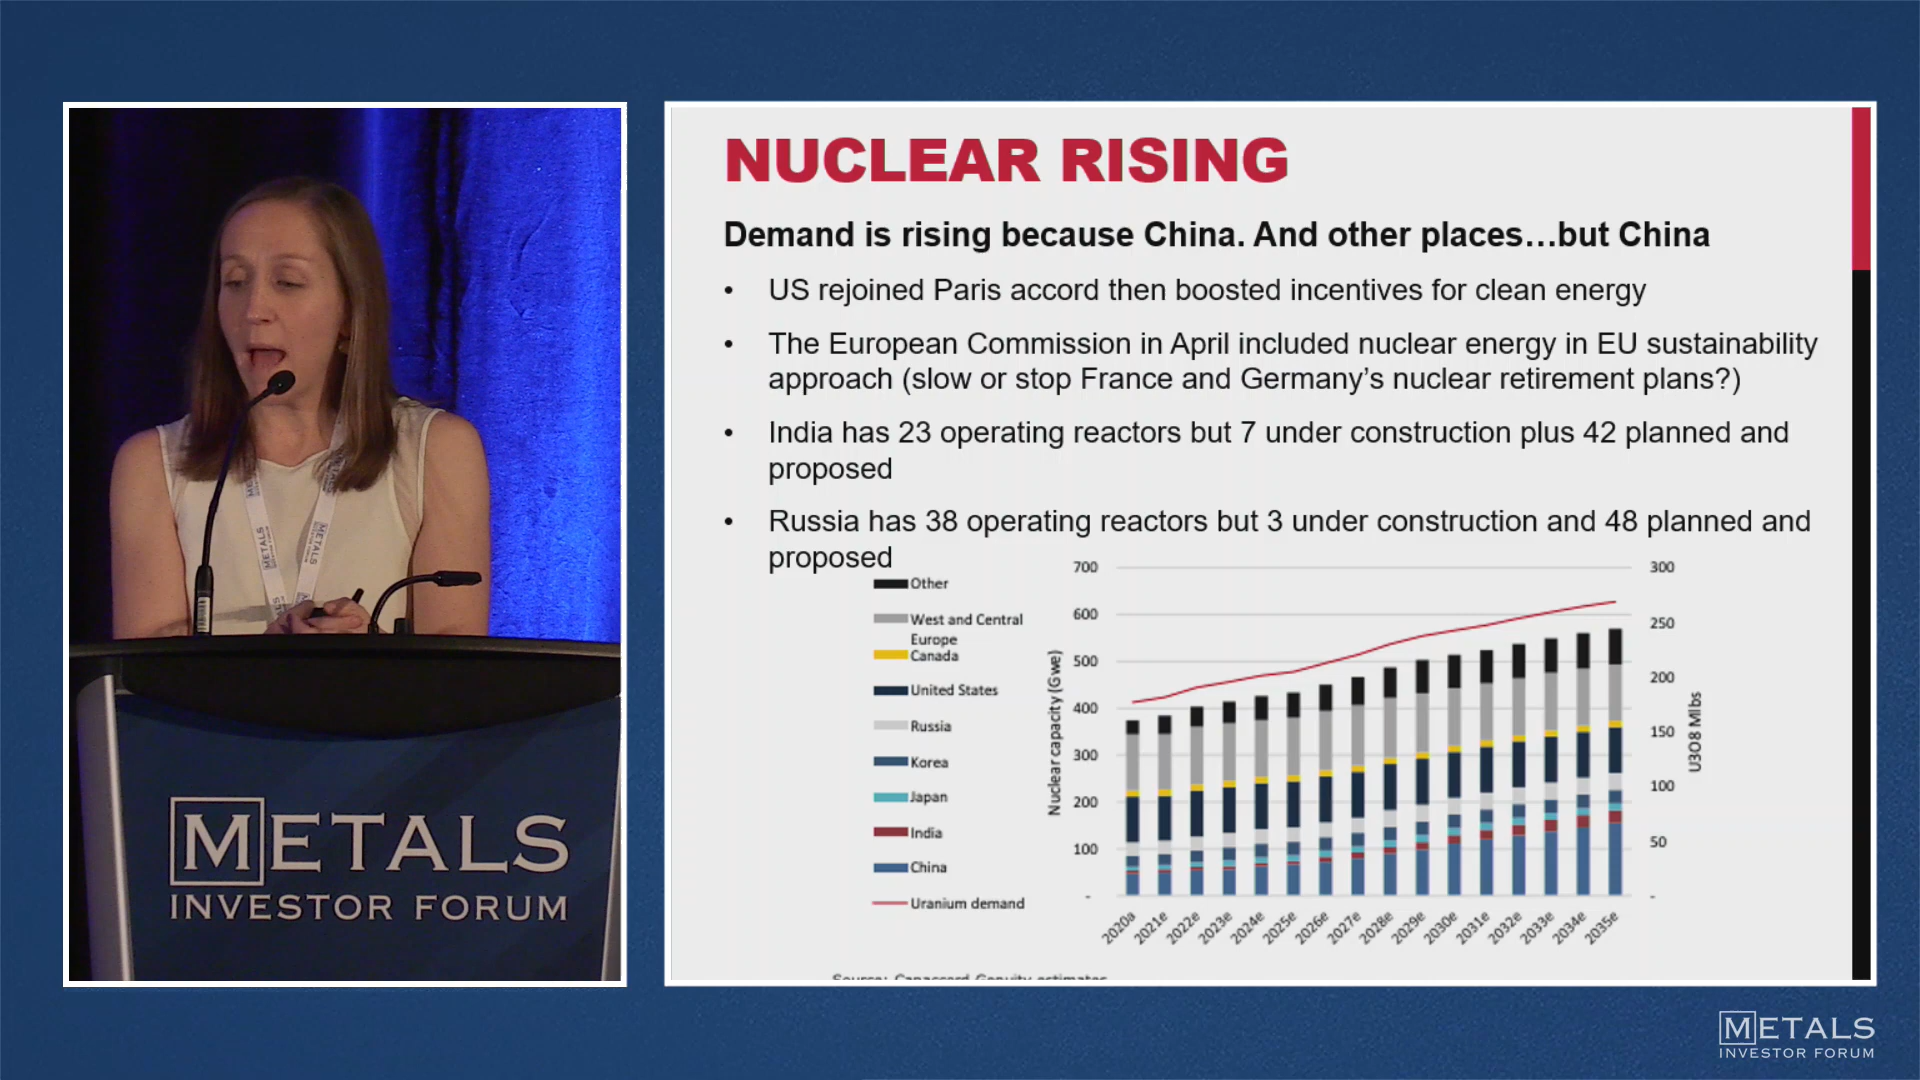 NUCLEAR RISING
Demand is rising because China. And other places…but China
• US rejoined Paris accord then boosted incentives for clean energy
• The European Commission in April included nuclear energy in EU sustainability
approach (slow or stop France and Germany's nuclear retirement plans?)
• India has 23 operating reactors but 7 under construction plus 42 planned and
proposed
• Russia has 38 operating reactors but 3 under construction and 48 planned and
proposed
Other
West and Central
Europe
Canada
United States
Russia
Korea
Japan
India
China
Uranium demand
Nuclear capacity (Gwe)
700
600
500
400
300
200
100
-
300
250
200
150
100
50
-
U3O8 Mlbs
2020a
2021e
2022e
2023e
2024e
2025e
2026e
2027e
2028e
2029e
2030e
2031e
2032e
2033e
2034e
2035e
Source: Canaccord Genuity estimates
METALS
METALS
METALS
INVESTOR FORUM
METALS
INVESTOR FORUM